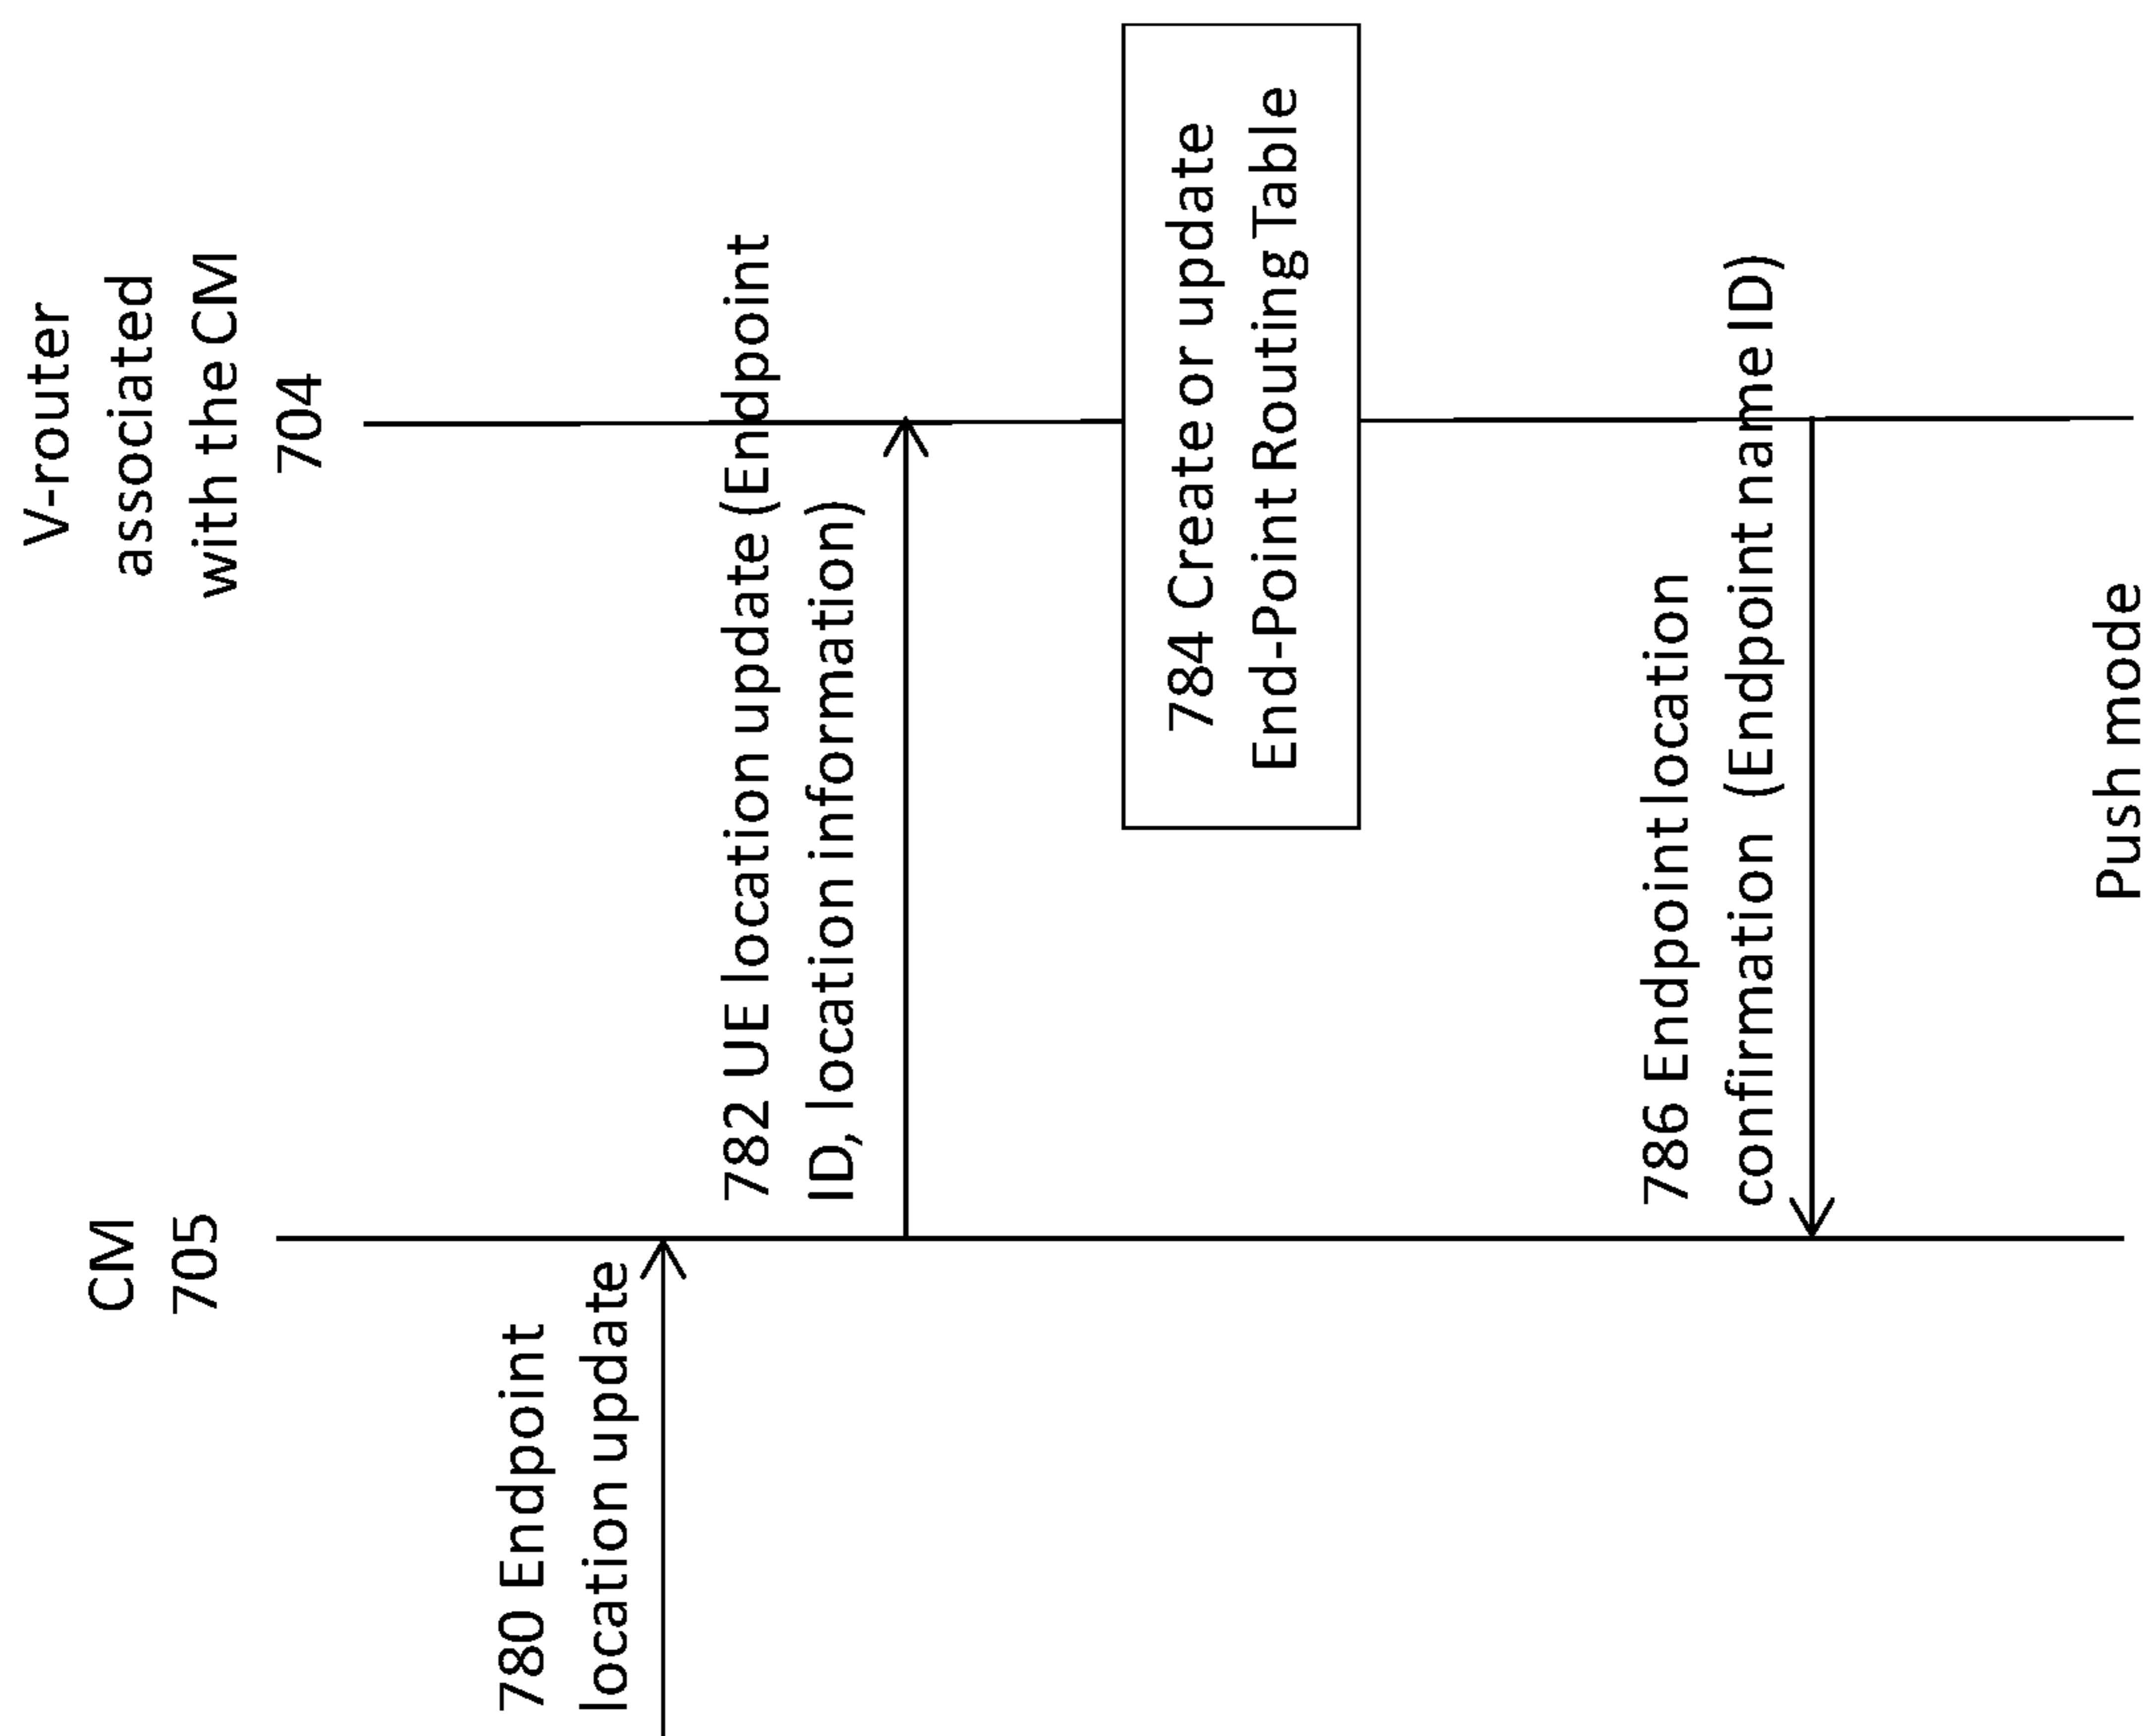 CM
705
V-router
associated
with the CM
704
780 Endpoint
location update
782 UE location update (Endpoint
ID, location information)
784 Create or update
End-Point Routing Table
786 Endpoint location
confirmation (Endpoint name ID)
Push mode